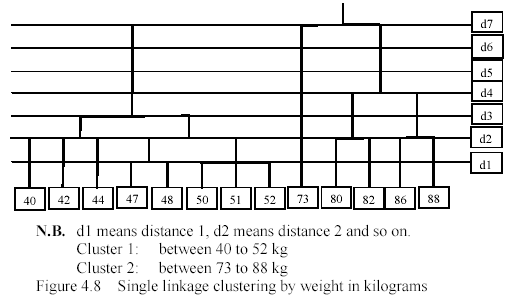 d7
d6
d5
d4
d3
d2
d1
40 42 44 47 48 50 51 52 73 80 82 86 88
N.B. d1 means distance 1, d2 means distance 2 and so on.
Cluster 1: between 40 to 52 kg
Cluster 2: between 73 to 88 kg
Figure 4.8 Single linkage clustering by weight in kilograms